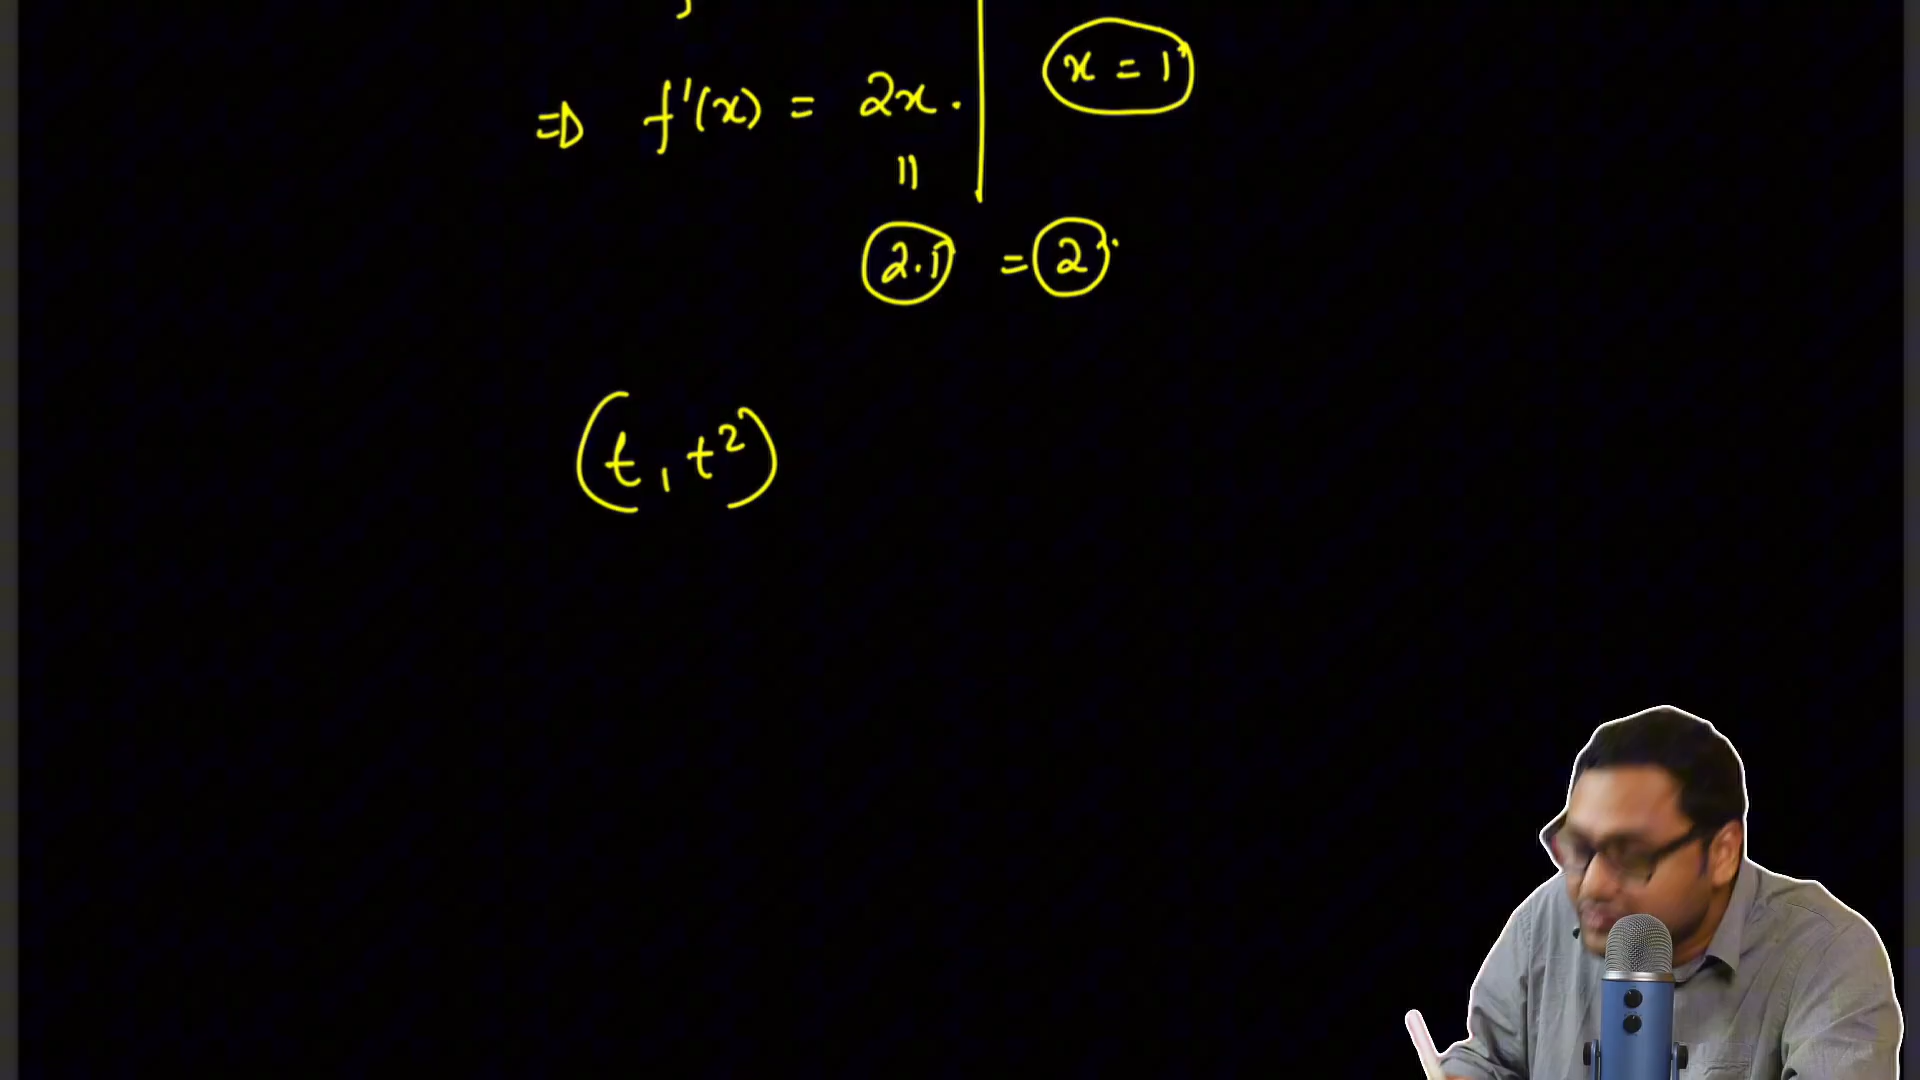 ⇒ f'(x) = 2x. | x = 1
||
2.1 = 2
(t, t²)